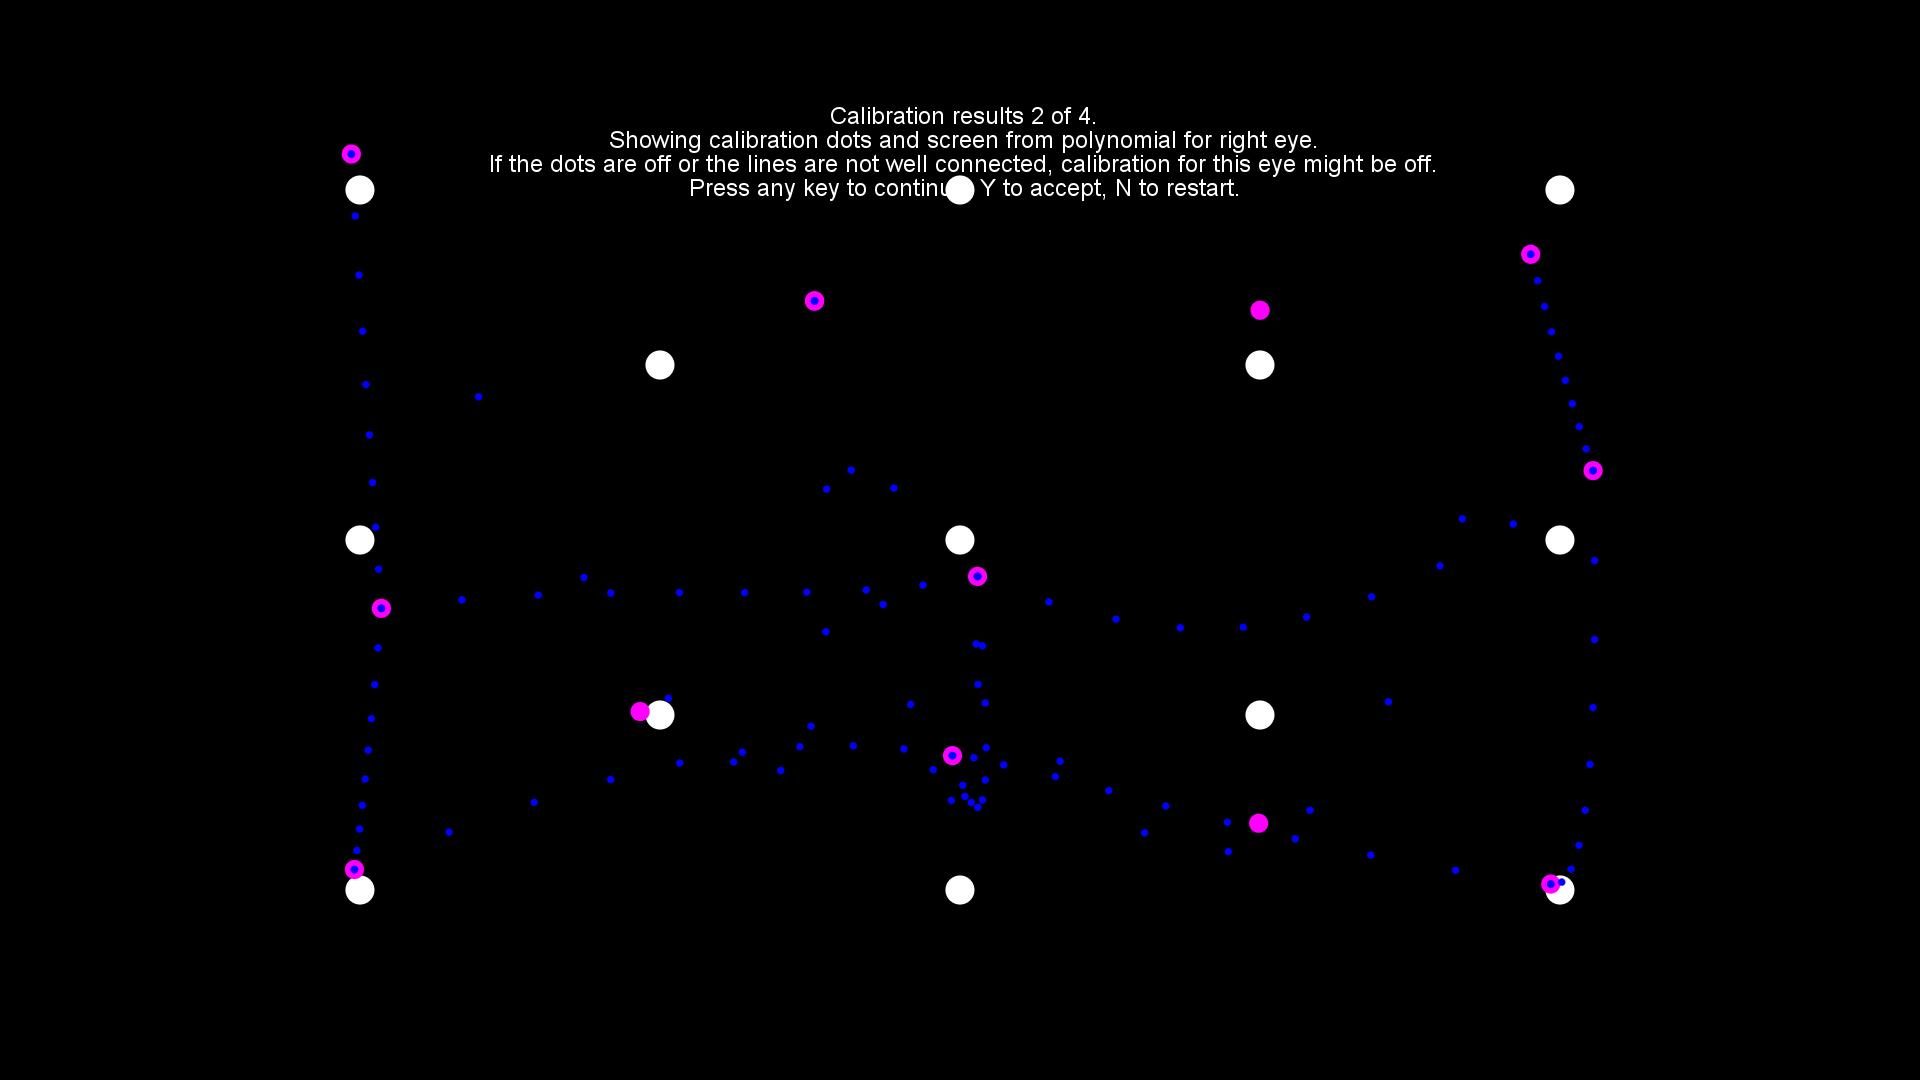 Calibration results 2 of 4.
Showing calibration dots and screen from polynomial for right eye.
If the dots are off or the lines are not well connected, calibration for this eye might be off.
Press any key to continu Y to accept, N to restart.